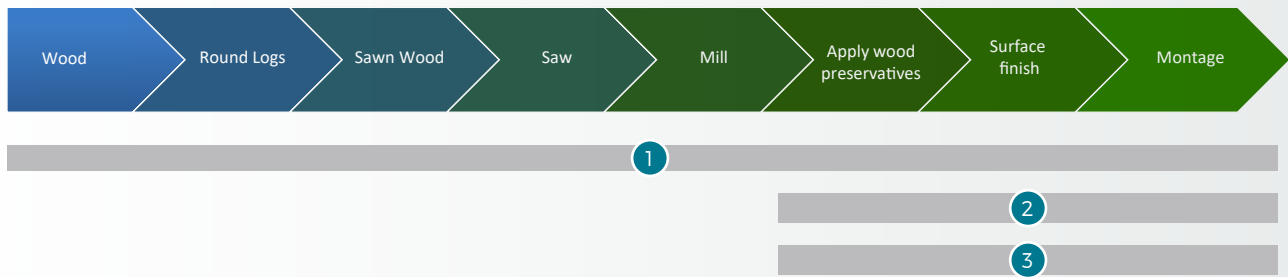 Wood
Round Logs
Sawn Wood
Saw
Mill
Apply wood
preservatives
Surface
finish
Montage
1
2
3